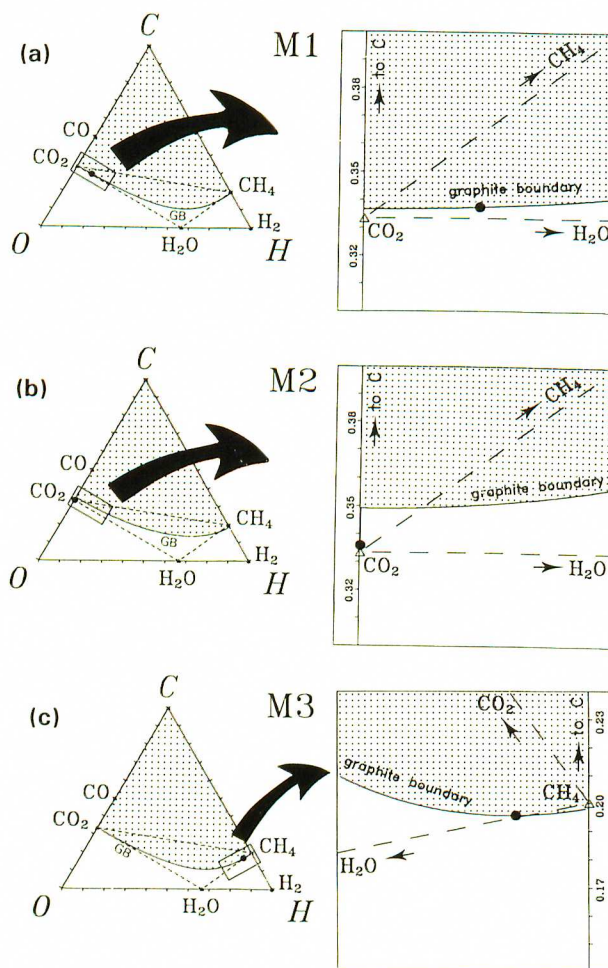 (a)
M1
C
CO
CO₂
GB
CH₄
H₂
O
H₂O
H
0.38
0.35
0.32
to C
CH₄
graphite boundary
CO₂
H₂O
(b)
M2
C
CO
CO₂
GB
CH₄
H₂
O
H₂O
H
0.38
0.35
0.32
to C
CH₄
graphite boundary
CO₂
H₂O
(c)
M3
C
CO
CO₂
GB
CH₄
H₂
O
H₂O
H
0.23
0.20
0.17
to C
CO₂
graphite boundary
CH₄
H₂O